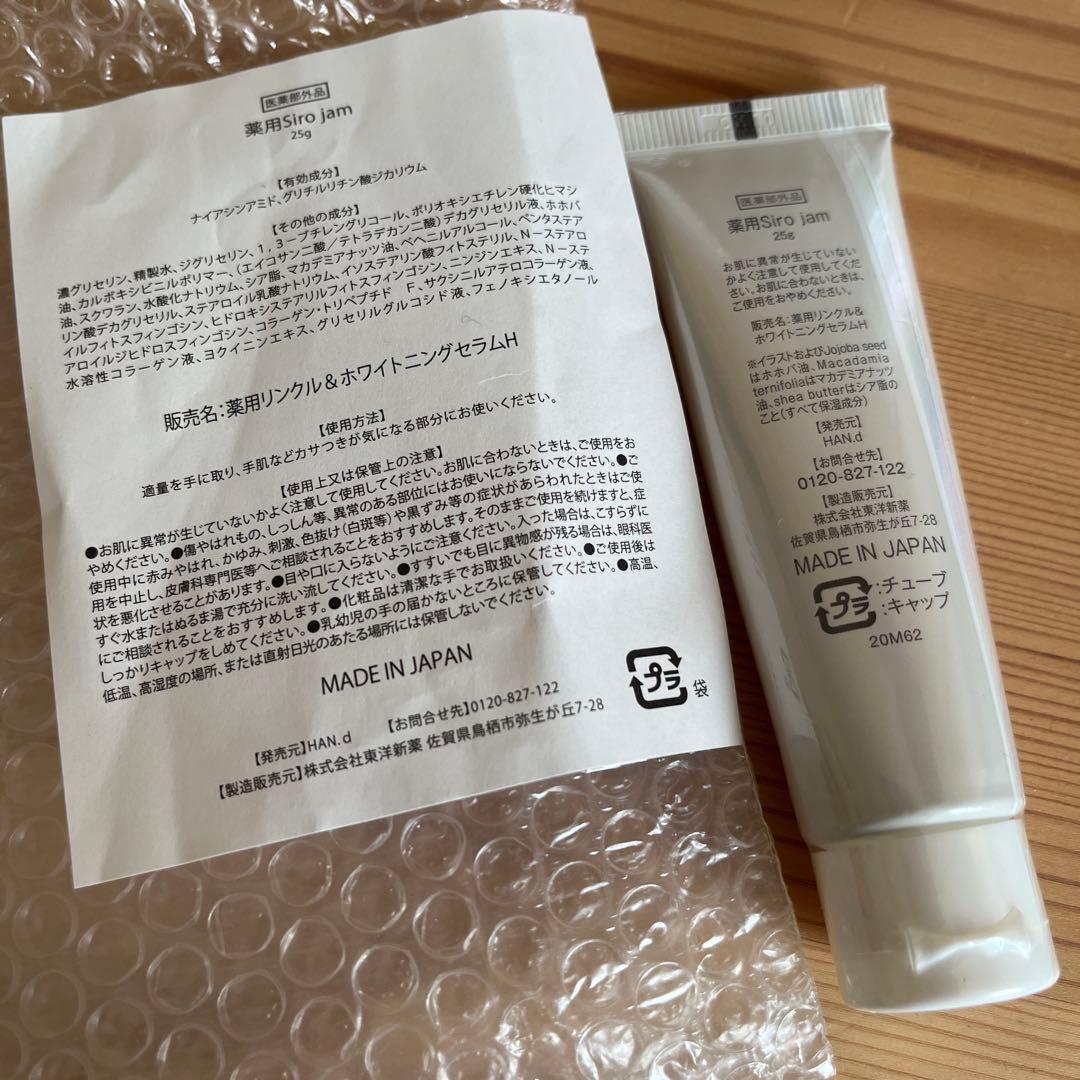 医薬部外品
薬用Siro jam
25g
【有効成分】
ナイアシンアミド、グリチルリチン酸ジカリウム
【その他の成分】
濃グリセリン、精製水、ジグリセリン、1，3－ブチレングリコール、ポリオキシエチレン硬化ヒマシ
油、カルボキシビニルポリマー、（エイコサン二酸／テトラデカン二酸）デカグリセリル液、ホホバ
油、スクワラン、水酸化ナトリウム、シア脂、マカデミアナッツ油、ベヘニルアルコール、ペンタステア
リン酸デカグリセリル、ステアロイル乳酸ナトリウム、イソステアリン酸フィトステリル、N－ステアロ
イルフィトスフィンゴシン、ヒドロキシステアリルフィトスフィンゴシン、ニンジンエキス、N－ステ
アロイルジヒドロスフィンゴシン、コラーゲン・トリペプチド F、サクシニルアテロコラーゲン液、
水溶性コラーゲン液、ヨクイニンエキス、グリセリルグルコシド液、フェノキシエタノール
販売名：薬用リンクル＆ホワイトニングセラムH
【使用方法】
適量を手に取り、手肌などカサつきが気になる部分にお使いください。
【使用上又は保管上の注意】
●お肌に異常が生じていないかよく注意して使用してください。お肌に合わないときは、ご使用をお
やめください。●傷やはれもの、しっしん等、異常のある部位にはお使いにならないでください。●ご
使用中に赤みやはれ、かゆみ、刺激、色抜け（白斑等）や黒ずみ等の症状があらわれたときはご使
用を中止し、皮膚科専門医等へご相談されることをおすすめします。そのままご使用を続けますと、症
状を悪化させることがあります。●目や口に入らないようにご注意ください。入った場合は、こすらずに
すぐ水またはぬるま湯で充分に洗い流してください。●すすいでも目に異物感が残る場合は、眼科医
にご相談されることをおすすめします。●化粧品は清潔な手でお取扱いください。●ご使用後は
しっかりキャップをしめてください。●乳幼児の手の届かないところに保管してください。●高温、
低温、高湿度の場所、または直射日光のあたる場所には保管しないでください。
MADE IN JAPAN
プラ
袋
【発売元】HAN.d 【お問合せ先】0120-827-122
【製造販売元】株式会社東洋新薬 佐賀県鳥栖市弥生が丘7-28
医薬部外品
薬用Siro jam
25g
お肌に異常が生じていない
かよく注意して使用してくだ
さい。お肌に合わないときは、
ご使用をおやめください。
販売名：薬用リンクル＆
ホワイトニングセラムH
※イラストおよびJojoba seed
はホホバ油、Macadamia
ternifoliaはマカデミアナッツ
油、shea butterはシア脂の
こと（すべて保湿成分）
【発売元】
HAN.d
【お問合せ先】
0120-827-122
【製造販売元】
株式会社東洋新薬
佐賀県鳥栖市弥生が丘7-28
MADE IN JAPAN
プラ
：チューブ
：キャップ
20M62